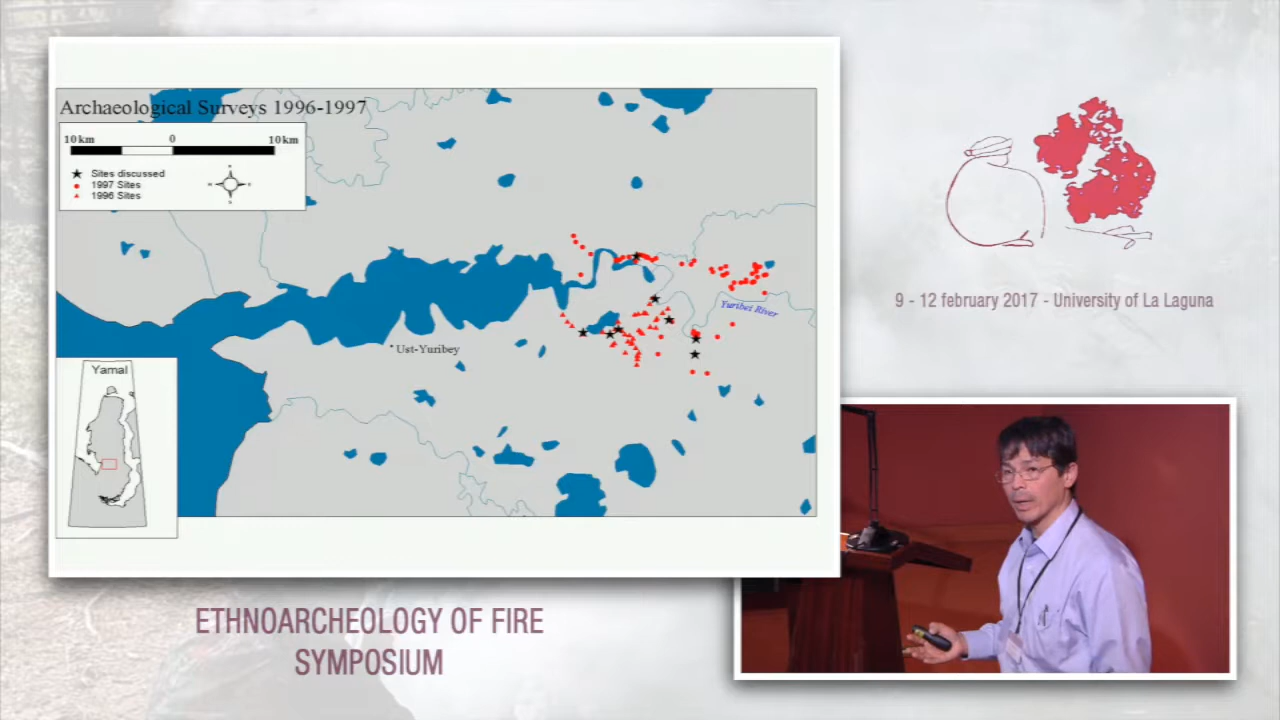 Archaeological Surveys 1996-1997
10km 0 10km
Sites discussed
1997 Sites
1996 Sites
Yuribei River
Ust-Yuribey
Yamal
9 - 12 february 2017 - University of La Laguna
ETHNOARCHEOLOGY OF FIRE
SYMPOSIUM